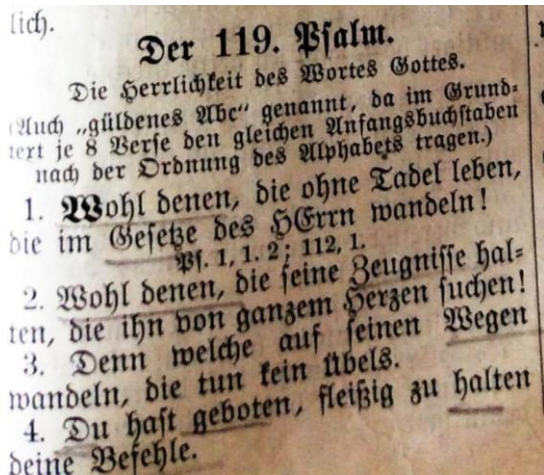 lich.
Der 119. Psalm.
Die Herrlichkeit des Wortes Gottes.
(Auch „güldenes Abc“ genannt, da im Grund-
text je 8 Verse den gleichen Anfangsbuchstaben
nach der Ordnung des Alphabets tragen.)
1. Wohl denen, die ohne Tadel leben,
die im Gesetze des HErrn wandeln!
Ps. 1, 1. 2; 112, 1.
2. Wohl denen, die seine Zeugnisse hal-
ten, die ihn von ganzem Herzen suchen!
3. Denn welche auf seinen Wegen
wandeln, die tun kein übels.
4. Du hast geboten, fleißig zu halten
deine Befehle.